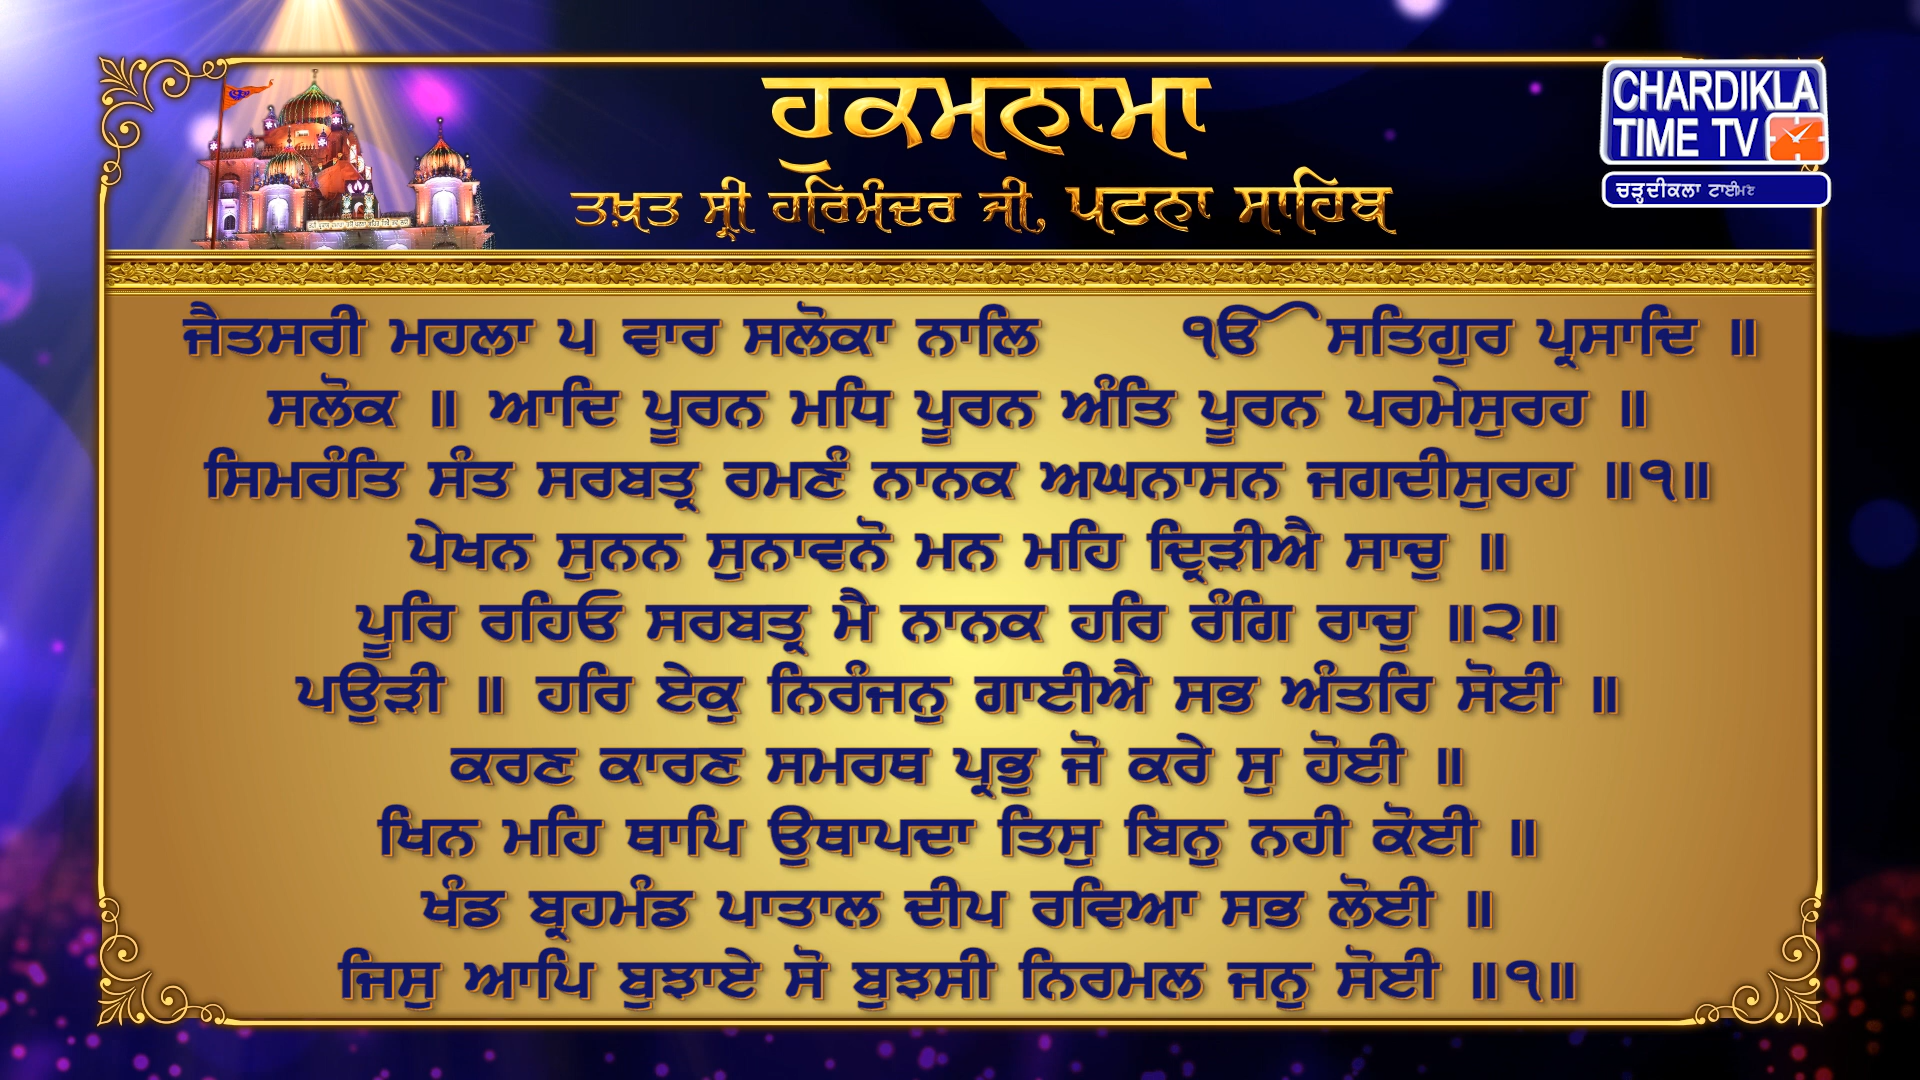 ਹੁਕਮਨਾਮਾ
ਤਖ਼ਤ ਸ੍ਰੀ ਹਰਿਮੰਦਰ ਜੀ, ਪਟਨਾ ਸਾਹਿਬ
CHARDIKLA
TIME TV
ਚੜ੍ਹਦੀਕਲਾ ਟਾਈਮ
ਜੈਤਸਰੀ ਮਹਲਾ ੫ ਵਾਰ ਸਲੋਕਾ ਨਾਲਿ ੴ ਸਤਿਗੁਰ ਪ੍ਰਸਾਦਿ ॥
ਸਲੋਕ ॥ ਆਦਿ ਪੂਰਨ ਮਧਿ ਪੂਰਨ ਅੰਤਿ ਪੂਰਨ ਪਰਮੇਸੁਰਹ ॥
ਸਿਮਰੰਤਿ ਸੰਤ ਸਰਬਤ੍ਰ ਰਮਣੰ ਨਾਨਕ ਅਘਨਾਸਨ ਜਗਦੀਸੁਰਹ ॥੧॥
ਪੇਖਨ ਸੁਨਨ ਸੁਨਾਵਨੋ ਮਨ ਮਹਿ ਦ੍ਰਿੜੀਐ ਸਾਚੁ ॥
ਪੂਰਿ ਰਹਿਓ ਸਰਬਤ੍ਰ ਮੈ ਨਾਨਕ ਹਰਿ ਰੰਗਿ ਰਾਚੁ ॥੨॥
ਪਉੜੀ ॥ ਹਰਿ ਏਕੁ ਨਿਰੰਜਨੁ ਗਾਈਐ ਸਭ ਅੰਤਰਿ ਸੋਈ ॥
ਕਰਣ ਕਾਰਣ ਸਮਰਥ ਪ੍ਰਭੁ ਜੋ ਕਰੇ ਸੁ ਹੋਈ ॥
ਖਿਨ ਮਹਿ ਥਾਪਿ ਉਥਾਪਦਾ ਤਿਸੁ ਬਿਨੁ ਨਹੀ ਕੋਈ ॥
ਖੰਡ ਬ੍ਰਹਮੰਡ ਪਾਤਾਲ ਦੀਪ ਰਵਿਆ ਸਭ ਲੋਈ ॥
ਜਿਸੁ ਆਪਿ ਬੁਝਾਏ ਸੋ ਬੁਝਸੀ ਨਿਰਮਲ ਜਨੁ ਸੋਈ ॥੧॥